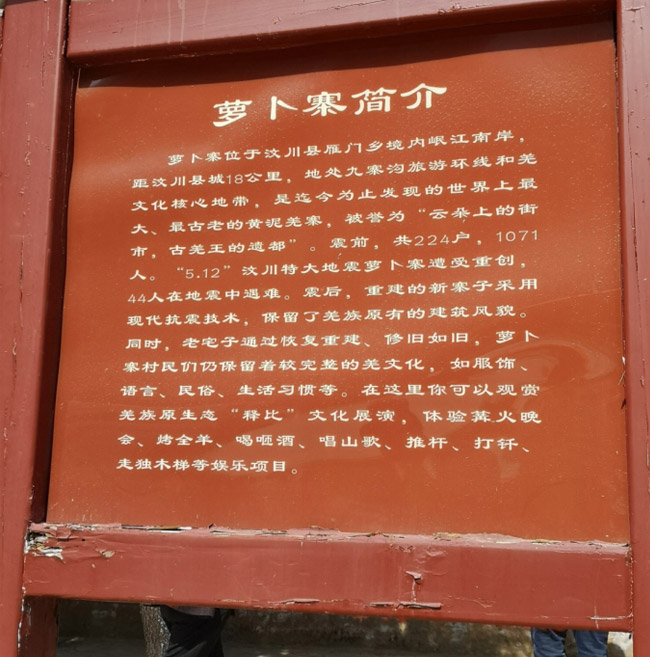 萝卜寨简介
萝卜寨位于汶川县雁门乡境内岷江南岸，
距汶川县城18公里，地处九寨沟旅游环线和羌
文化核心地带，是迄今为止发现的世界上最
大、最古老的黄泥羌寨，被誉为“云朵上的街
市，古羌王的遗都”。震前，共224户，1071
人。“5.12”汶川特大地震萝卜寨遭受重创，
44人在地震中遇难。震后，重建的新寨子采用
现代抗震技术，保留了羌族原有的建筑风貌。
同时，老宅子通过恢复重建、修旧如旧，萝卜
寨村民们仍保留着较完整的羌文化，如服饰、
语言、民俗、生活习惯等。在这里你可以观赏
羌族原生态“释比”文化展演，体验篝火晚
会、烤全羊、喝咂酒、唱山歌、推杆、打钎、
走独木梯等娱乐项目。